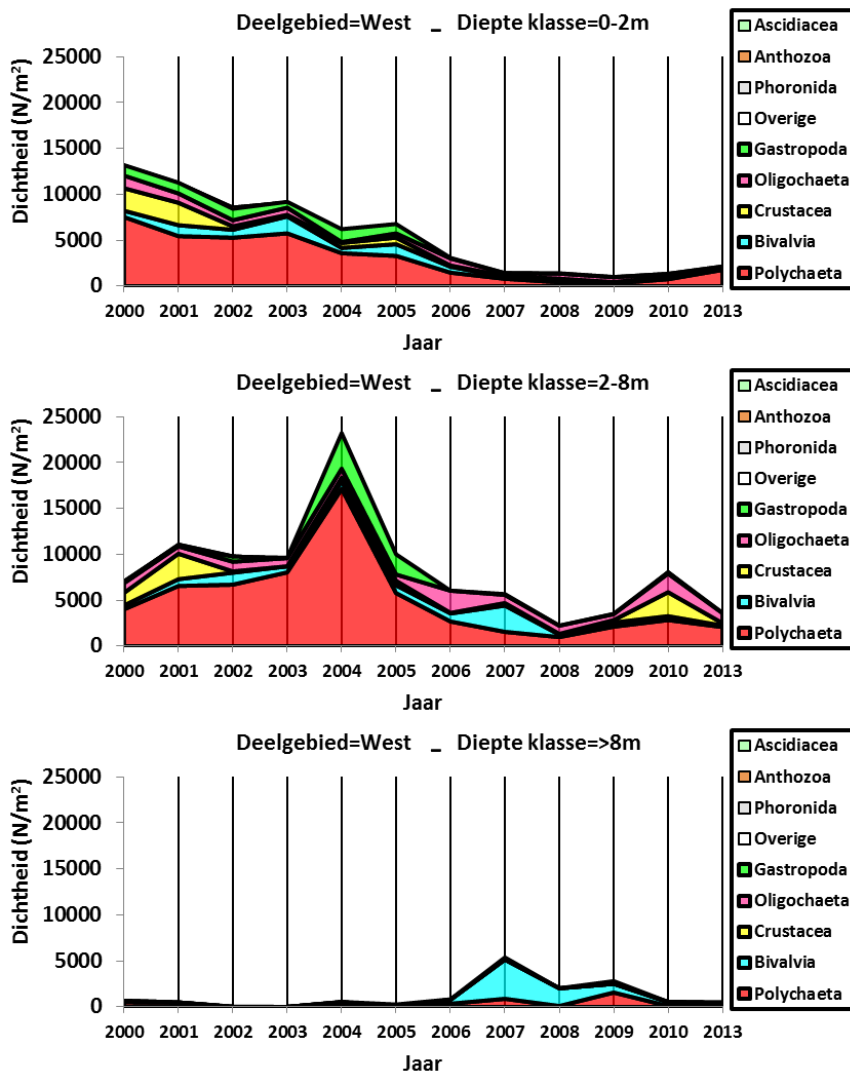 Deelgebied=West _ Diepte klasse=0-2m
Dichtheid (N/m²)
25000
20000
15000
10000
5000
0
2000 2001 2002 2003 2004 2005 2006 2007 2008 2009 2010 2013
Jaar
Ascidiacea
Anthozoa
Phoronida
Overige
Gastropoda
Oligochaeta
Crustacea
Bivalvia
Polychaeta
Deelgebied=West _ Diepte klasse=2-8m
Dichtheid (N/m²)
25000
20000
15000
10000
5000
0
2000 2001 2002 2003 2004 2005 2006 2007 2008 2009 2010 2013
Jaar
Ascidiacea
Anthozoa
Phoronida
Overige
Gastropoda
Oligochaeta
Crustacea
Bivalvia
Polychaeta
Deelgebied=West _ Diepte klasse=>8m
Dichtheid (N/m²)
25000
20000
15000
10000
5000
0
2000 2001 2002 2003 2004 2005 2006 2007 2008 2009 2010 2013
Jaar
Ascidiacea
Anthozoa
Phoronida
Overige
Gastropoda
Oligochaeta
Crustacea
Bivalvia
Polychaeta